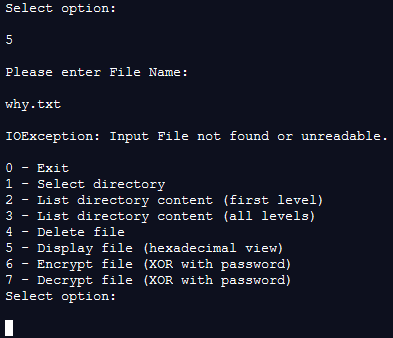 Select option:
5
Please enter File Name:
why.txt
IOException: Input File not found or unreadable.
0 - Exit
1 - Select directory
2 - List directory content (first level)
3 - List directory content (all levels)
4 - Delete file
5 - Display file (hexadecimal view)
6 - Encrypt file (XOR with password)
7 - Decrypt file (XOR with password)
Select option: